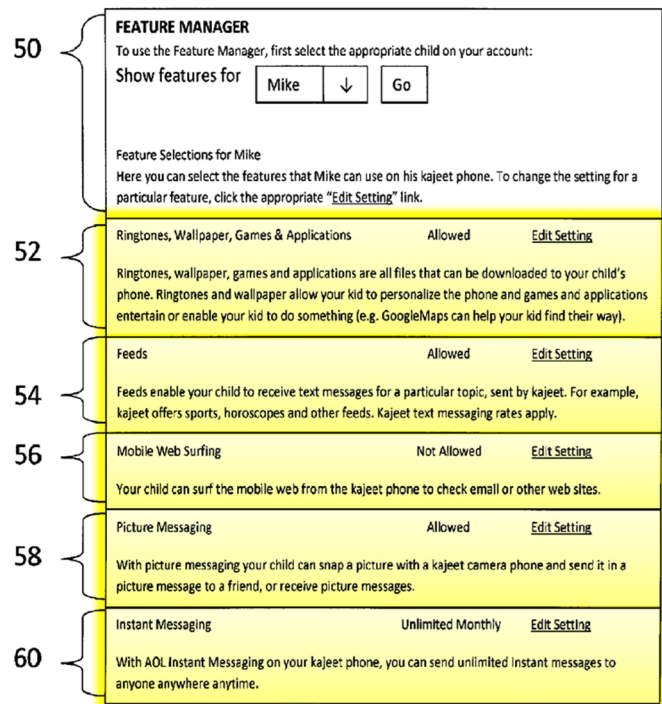 50
FEATURE MANAGER
To use the Feature Manager, first select the appropriate child on your account:
Show features for Mike ↓ Go
Feature Selections for Mike
Here you can select the features that Mike can use on his kajeet phone. To change the setting for a
particular feature, click the appropriate “Edit Setting” link.
52
Ringtones, Wallpaper, Games & Applications Allowed Edit Setting
Ringtones, wallpaper, games and applications are all files that can be downloaded to your child's
phone. Ringtones and wallpaper allow your kid to personalize the phone and games and applications
entertain or enable your kid to do something (e.g. GoogleMaps can help your kid find their way).
54
Feeds Allowed Edit Setting
Feeds enable your child to receive text messages for a particular topic, sent by kajeet. For example,
kajeet offers sports, horoscopes and other feeds. Kajeet text messaging rates apply.
56
Mobile Web Surfing Not Allowed Edit Setting
Your child can surf the mobile web from the kajeet phone to check email or other web sites.
58
Picture Messaging Allowed Edit Setting
With picture messaging your child can snap a picture with a kajeet camera phone and send it in a
picture message to a friend, or receive picture messages.
60
Instant Messaging Unlimited Monthly Edit Setting
With AOL Instant Messaging on your kajeet phone, you can send unlimited instant messages to
anyone anywhere anytime.